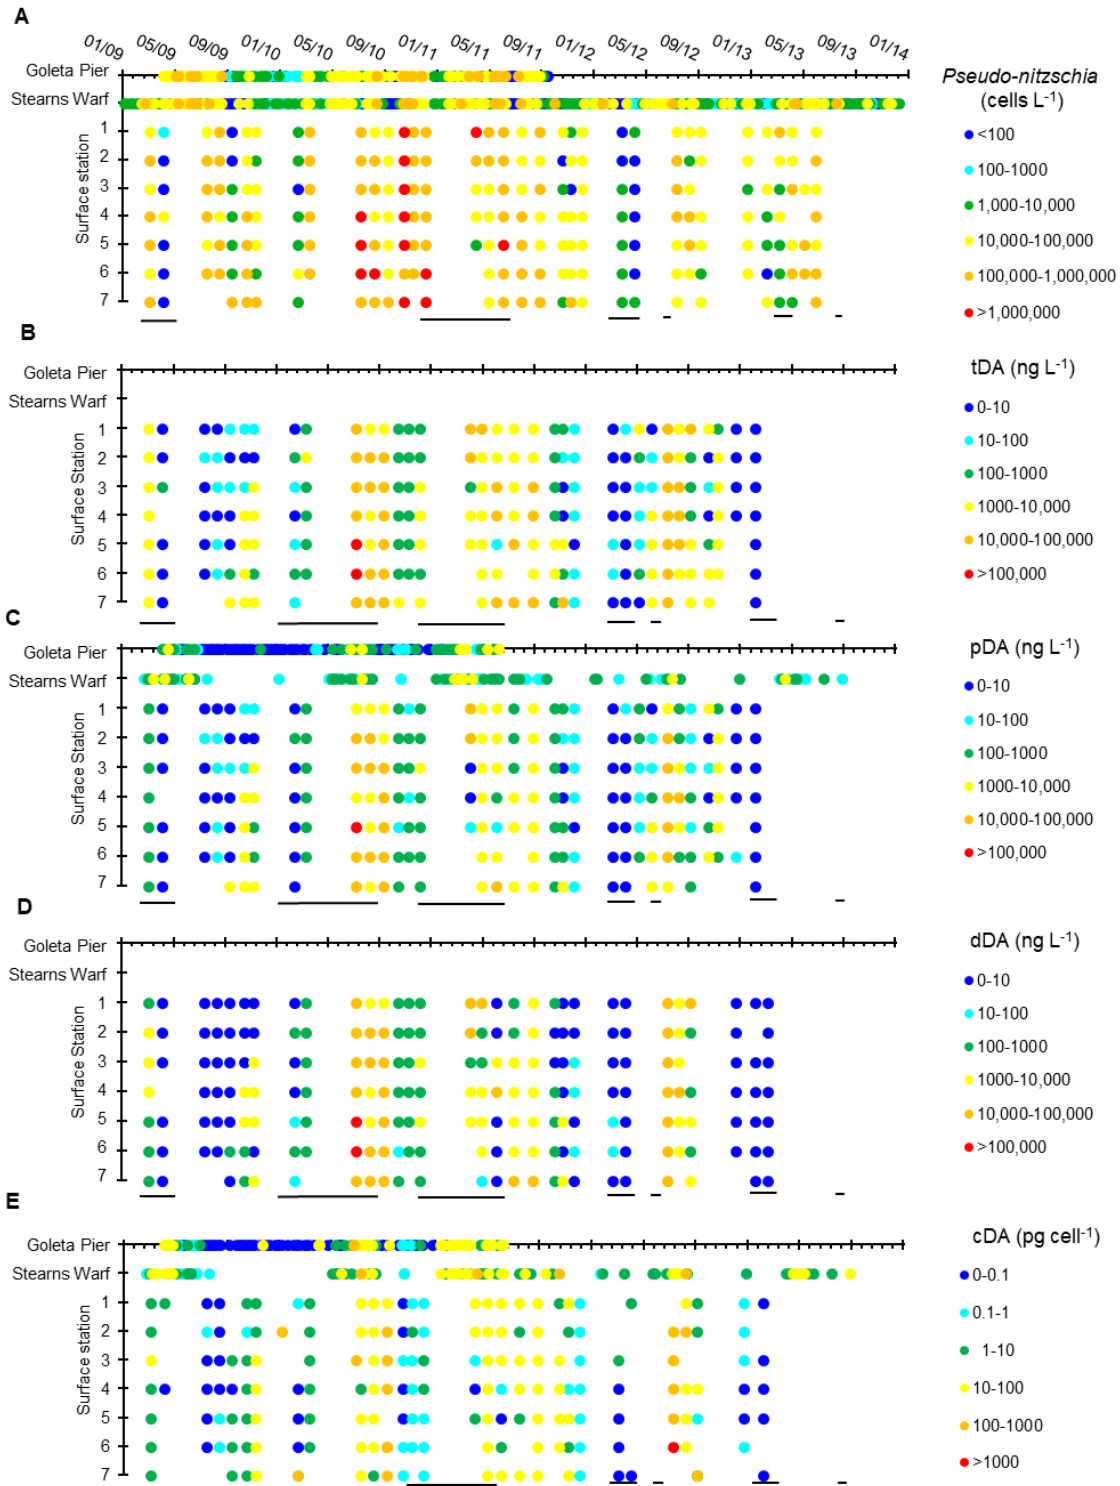 A
01/09 05/09 09/09 01/10 05/10 09/10 01/11 05/11 09/11 01/12 05/12 09/12 01/13 05/13 09/13 01/14
Goleta Pier
Stearns Warf
Surface station
1
2
3
4
5
6
7
Pseudo-nitzschia
(cells L-1)
<100
100-1000
1,000-10,000
10,000-100,000
100,000-1,000,000
>1,000,000
B
Goleta Pier
Stearns Warf
Surface Station
1
2
3
4
5
6
7
tDA (ng L-1)
0-10
10-100
100-1000
1000-10,000
10,000-100,000
>100,000
C
Goleta Pier
Stearns Warf
Surface Station
1
2
3
4
5
6
7
pDA (ng L-1)
0-10
10-100
100-1000
1000-10,000
10,000-100,000
>100,000
D
Goleta Pier
Stearns Warf
Surface Station
1
2
3
4
5
6
7
dDA (ng L-1)
0-10
10-100
100-1000
1000-10,000
10,000-100,000
>100,000
E
Goleta Pier
Stearns Warf
Surface station
1
2
3
4
5
6
7
cDA (pg cell-1)
0-0.1
0.1-1
1-10
10-100
100-1000
>1000